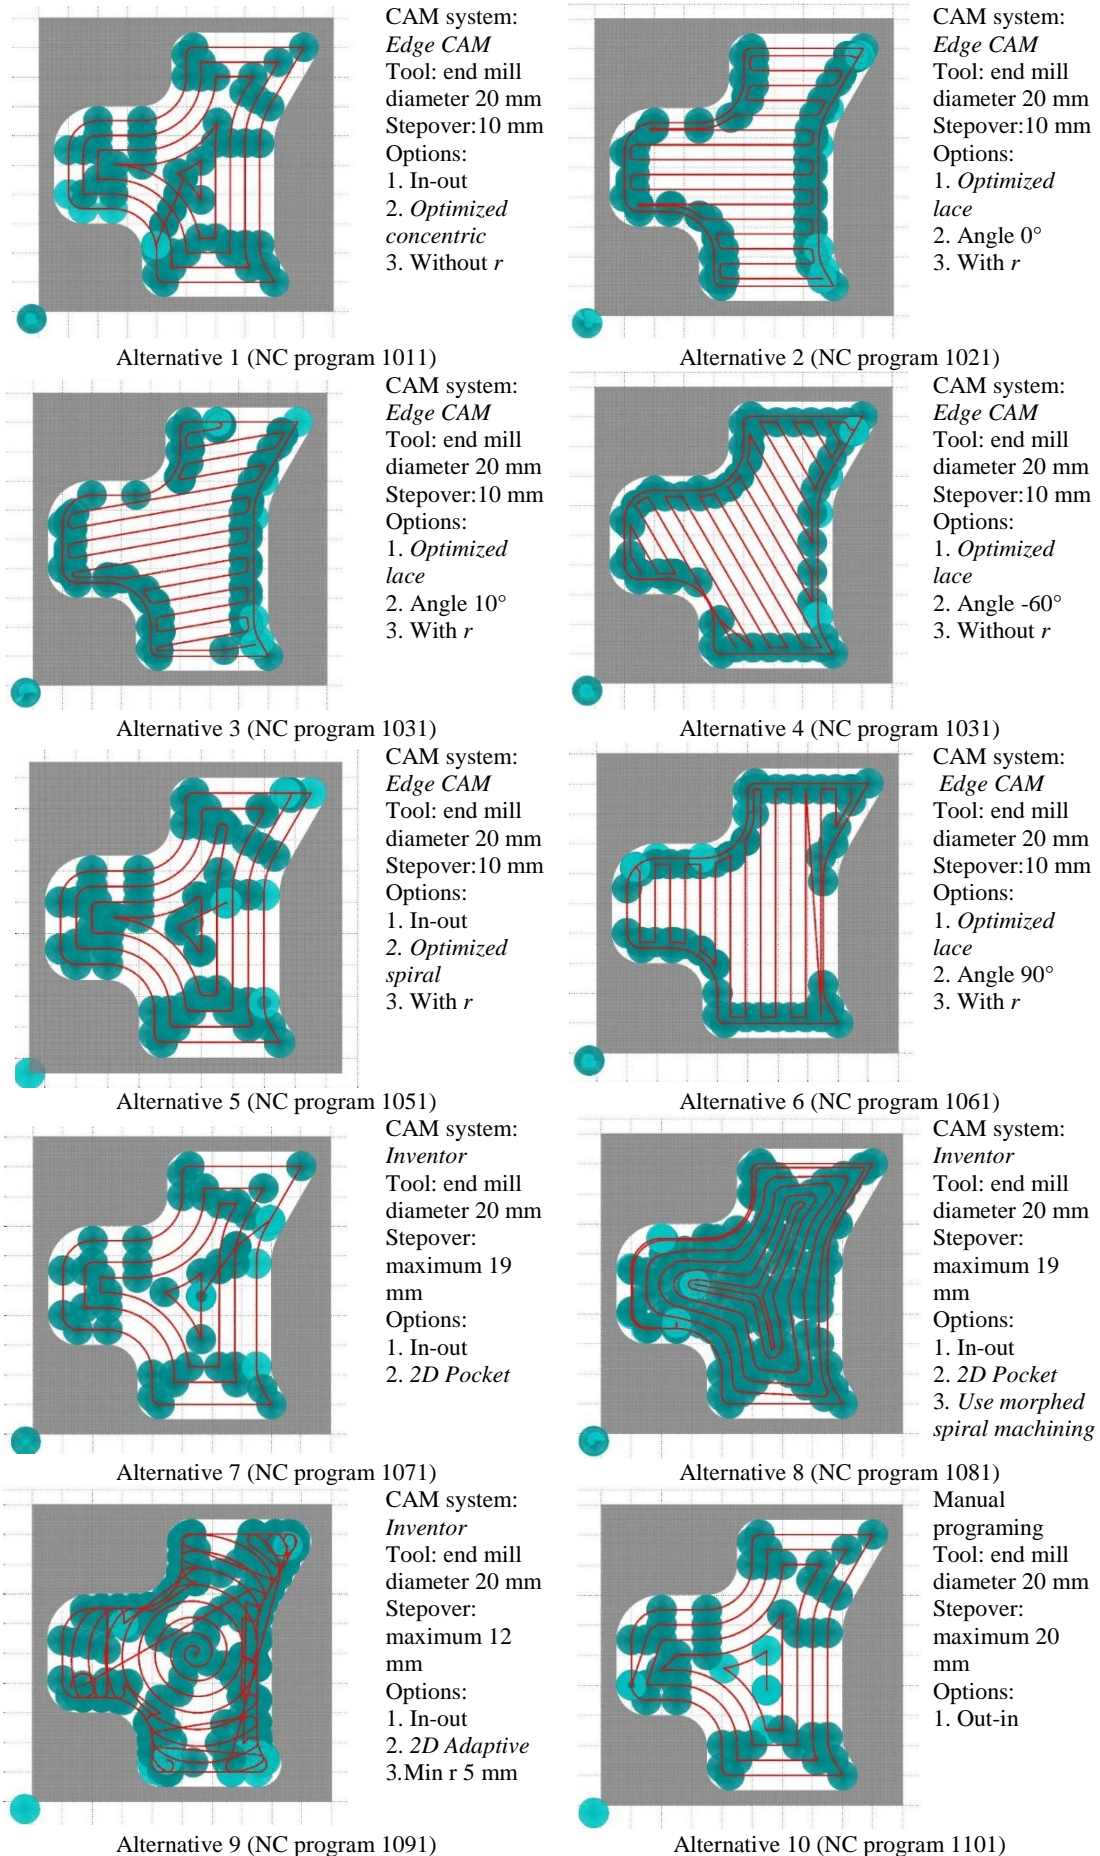 CAM system:
Edge CAM
Tool: end mill
diameter 20 mm
Stepover:10 mm
Options:
1. In-out
2. Optimized
concentric
3. Without r
Alternative 1 (NC program 1011)
CAM system:
Edge CAM
Tool: end mill
diameter 20 mm
Stepover:10 mm
Options:
1. Optimized
lace
2. Angle 0°
3. With r
Alternative 2 (NC program 1021)
CAM system:
Edge CAM
Tool: end mill
diameter 20 mm
Stepover:10 mm
Options:
1. Optimized
lace
2. Angle 10°
3. With r
Alternative 3 (NC program 1031)
CAM system:
Edge CAM
Tool: end mill
diameter 20 mm
Stepover:10 mm
Options:
1. Optimized
lace
2. Angle -60°
3. Without r
Alternative 4 (NC program 1031)
CAM system:
Edge CAM
Tool: end mill
diameter 20 mm
Stepover:10 mm
Options:
1. In-out
2. Optimized
spiral
3. With r
Alternative 5 (NC program 1051)
CAM system:
Edge CAM
Tool: end mill
diameter 20 mm
Stepover:10 mm
Options:
1. Optimized
lace
2. Angle 90°
3. With r
Alternative 6 (NC program 1061)
CAM system:
Inventor
Tool: end mill
diameter 20 mm
Stepover:
maximum 19
mm
Options:
1. In-out
2. 2D Pocket
Alternative 7 (NC program 1071)
CAM system:
Inventor
Tool: end mill
diameter 20 mm
Stepover:
maximum 19
mm
Options:
1. In-out
2. 2D Pocket
3. Use morphed
spiral machining
Alternative 8 (NC program 1081)
CAM system:
Inventor
Tool: end mill
diameter 20 mm
Stepover:
maximum 12
mm
Options:
1. In-out
2. 2D Adaptive
3.Min r 5 mm
Alternative 9 (NC program 1091)
Manual
programing
Tool: end mill
diameter 20 mm
Stepover:
maximum 20
mm
Options:
1. Out-in
Alternative 10 (NC program 1101)